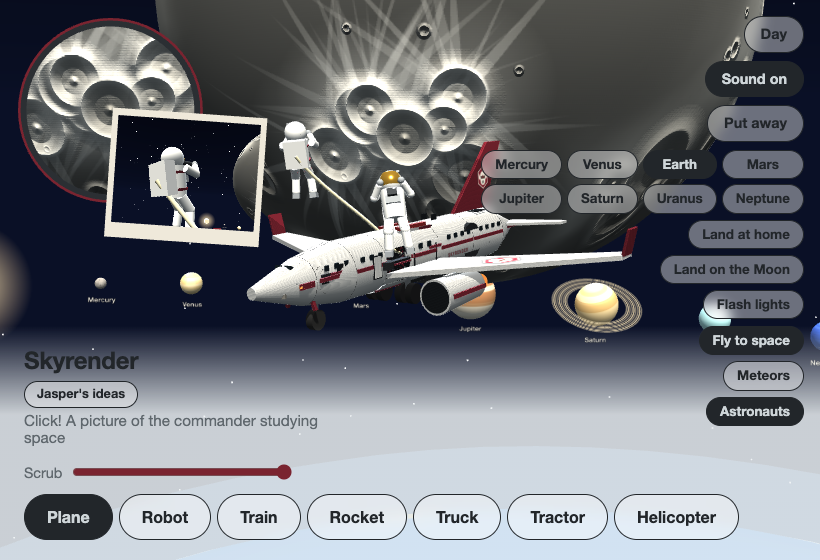 Day
Sound on
Put away
Mercury Venus Earth Mars
Jupiter Saturn Uranus Neptune
Land at home
Land on the Moon
Flash lights
Fly to space
Meteors
Astronauts
Mercury
Venus
Mars
Jupiter
Saturn
Skyrender
Jasper's ideas
Click! A picture of the commander studying
space
Scrub
Plane Robot Train Rocket Truck Tractor Helicopter